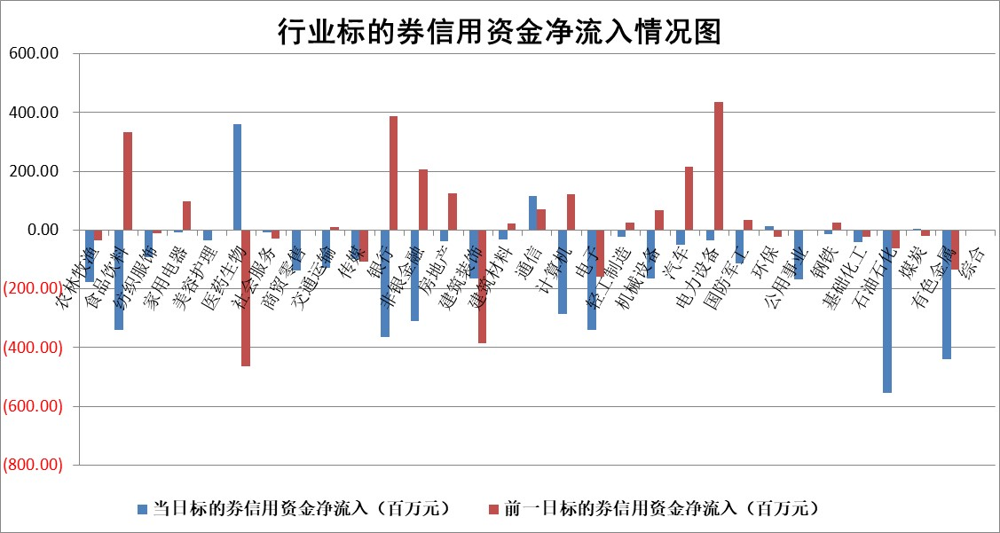 行业标的券信用资金净流入情况图
600.00
400.00
200.00
0.00
(200.00)
(400.00)
(600.00)
(800.00)
农林牧渔
食品饮料
纺织服饰
家用电器
美容护理
医药生物
社会服务
商贸零售
交通运输
传媒
银行
非银金融
房地产
建筑装饰
建筑材料
通信
计算机
电子
轻工制造
机械设备
汽车
电力设备
国防军工
环保
公用事业
钢铁
基础化工
石油石化
煤炭
有色金属
综合
当日标的券信用资金净流入（百万元）
前一日标的券信用资金净流入（百万元）